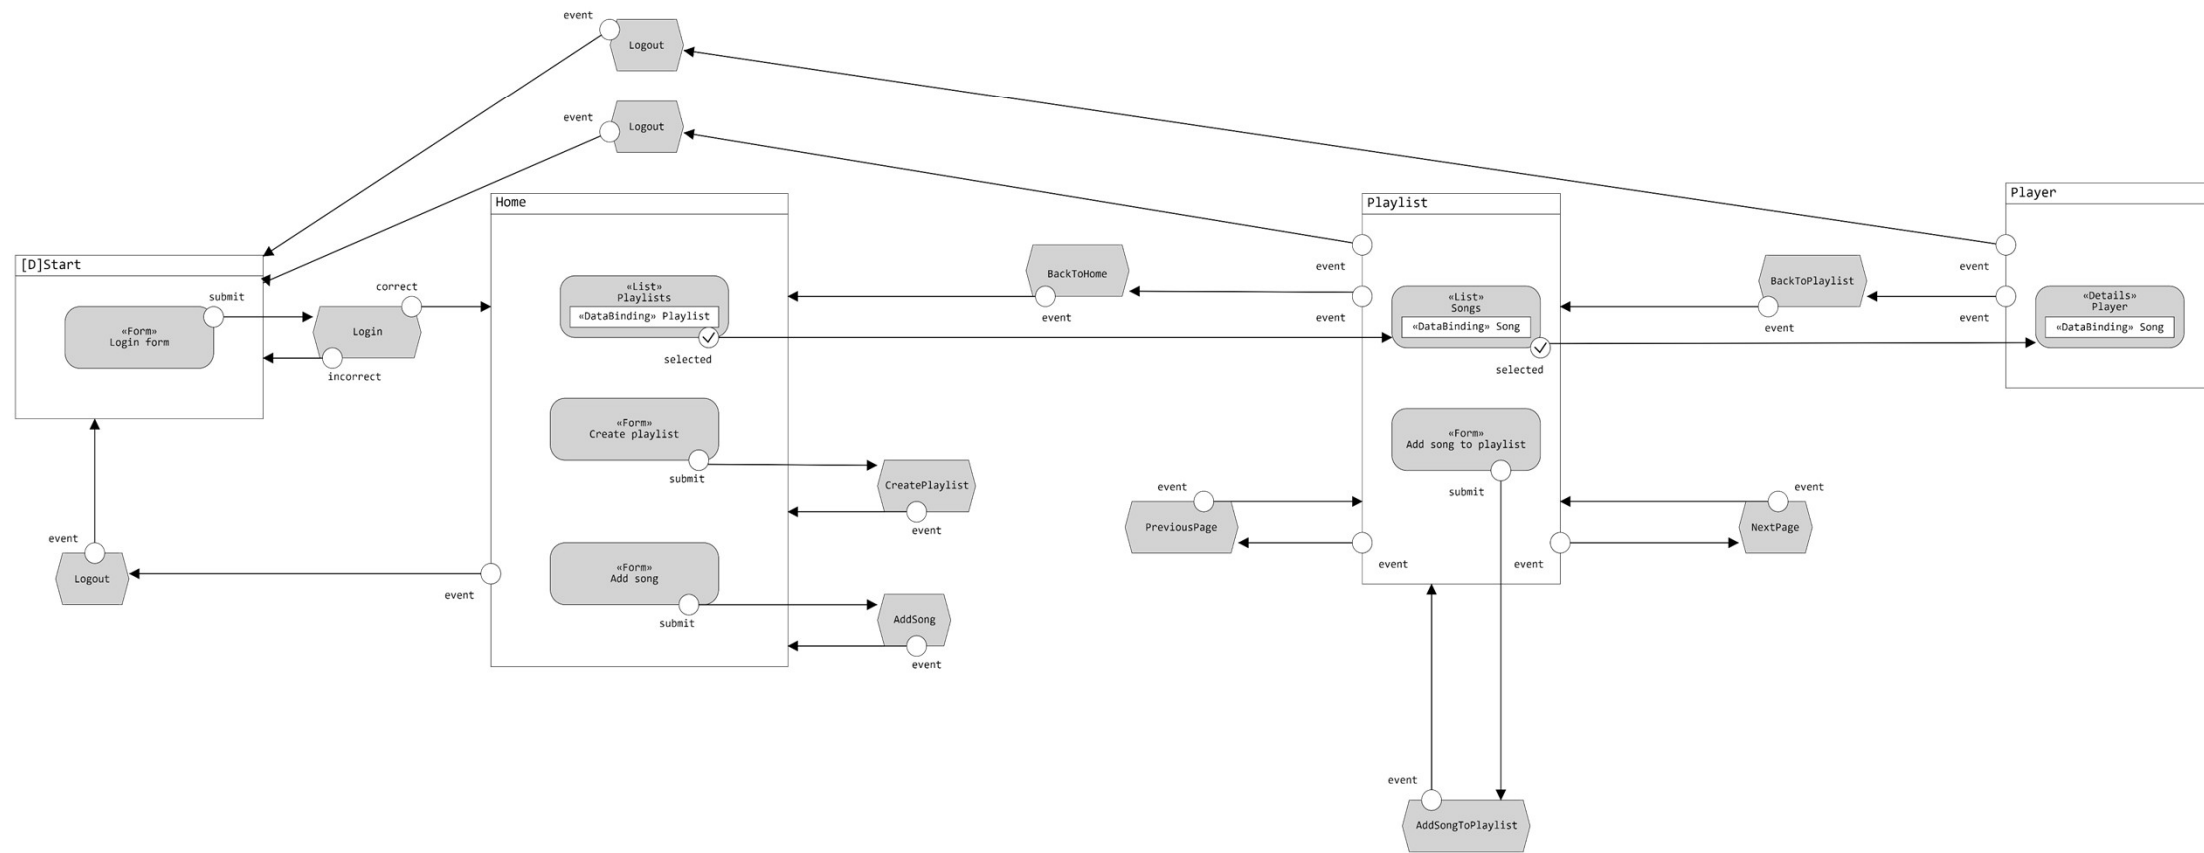 event
Logout
event
Logout
Player
Home
Playlist
[D]Start
event
event
BackToHome
BackToPlaylist
correct
submit
«List»
Playlists
«DataBinding» Playlist
«List»
Songs
«DataBinding» Song
«Details»
Player
«DataBinding» Song
«Form»
Login form
Login
event
event
event
event
selected
selected
incorrect
«Form»
Create playlist
«Form»
Add song to playlist
submit
CreatePlaylist
event
submit
event
event
PreviousPage
NextPage
event
event
event
«Form»
Add song
Logout
event
submit
AddSong
event
event
AddSongToPlaylist